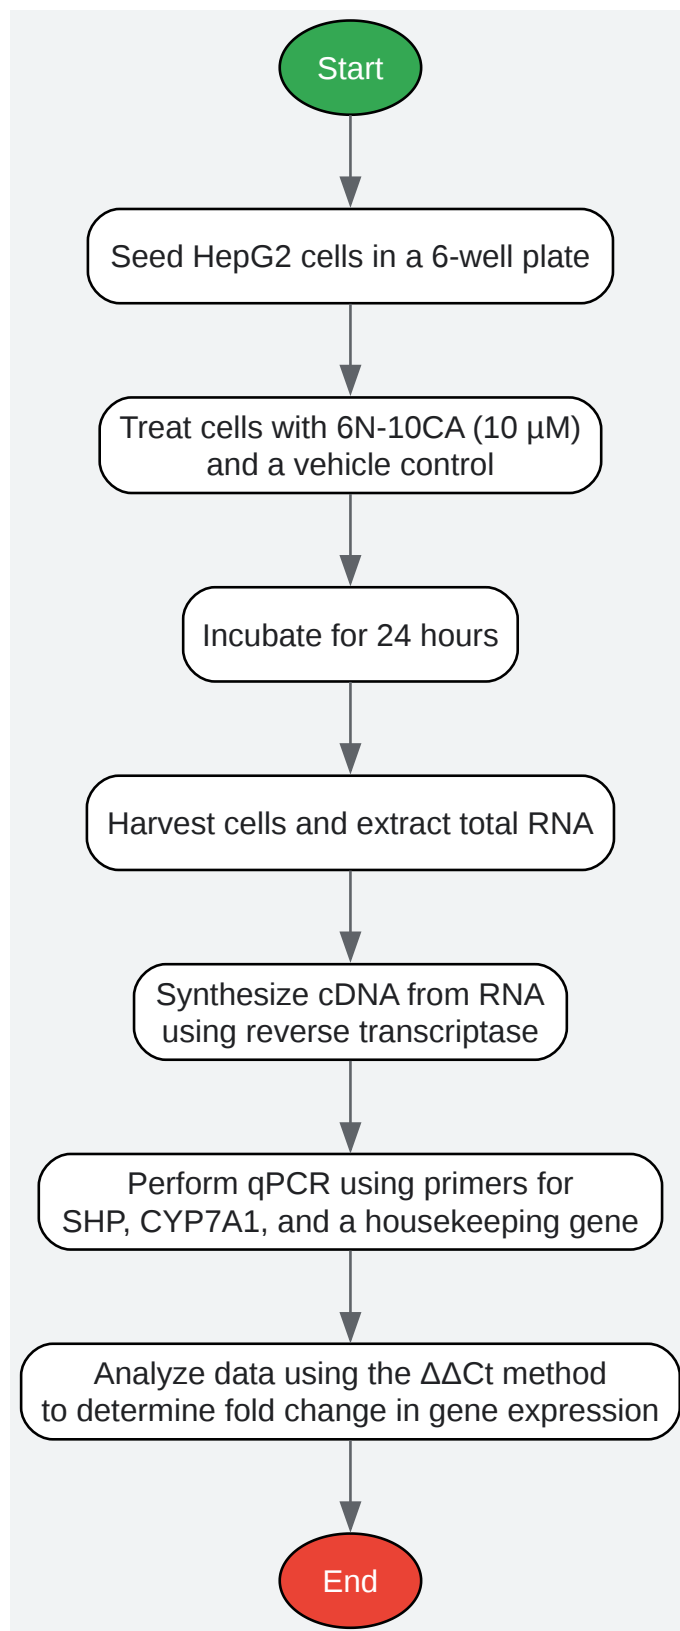 Start
Seed HepG2 cells in a 6-well plate
Treat cells with 6N-10CA (10 µM)
and a vehicle control
Incubate for 24 hours
Harvest cells and extract total RNA
Synthesize cDNA from RNA
using reverse transcriptase
Perform qPCR using primers for
SHP, CYP7A1, and a housekeeping gene
Analyze data using the ΔΔCt method
to determine fold change in gene expression
End